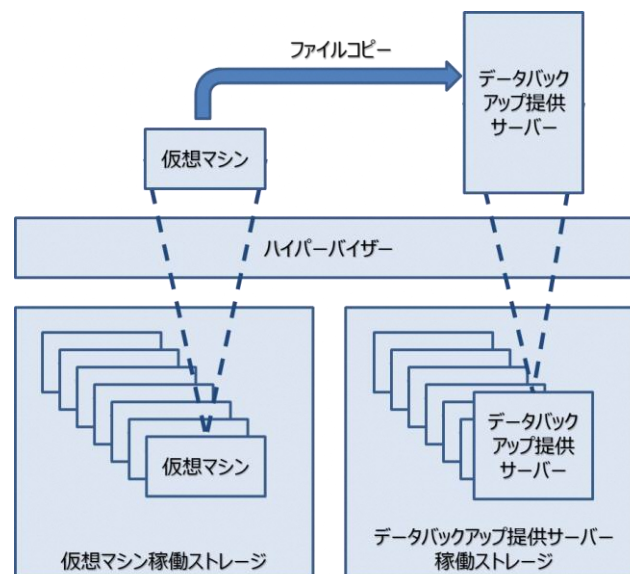 ファイルコピー
データバック
アップ提供
サーバー
仮想マシン
ハイパーバイザー
データバック
アップ提供
サーバー
仮想マシン
仮想マシン稼働ストレージ
データバックアップ提供サーバー
稼働ストレージ